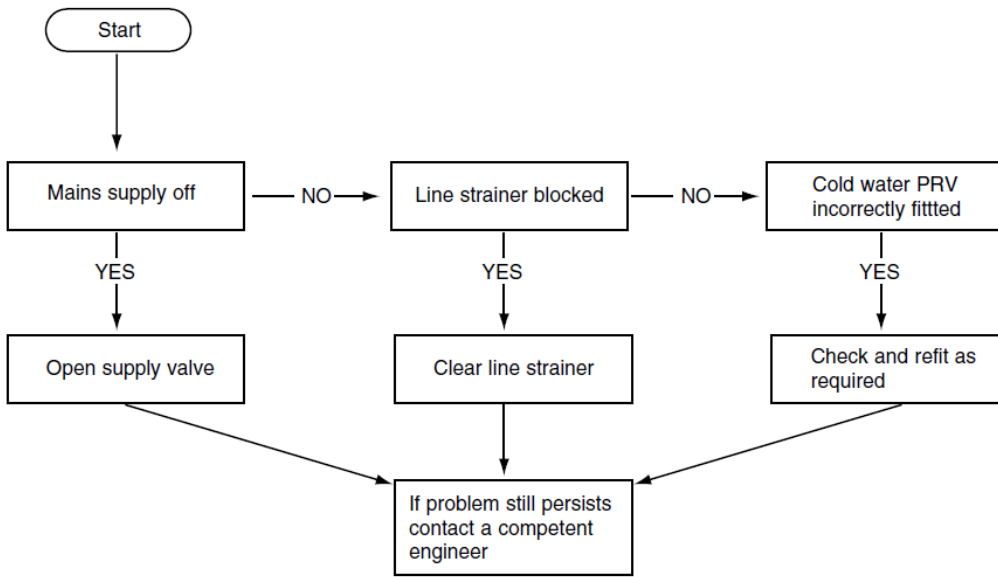 Start
Mains supply off
NO
Line strainer blocked
NO
Cold water PRV
incorrectly fittted
YES
YES
YES
Open supply valve
Clear line strainer
Check and refit as
required
If problem still persists
contact a competent
engineer